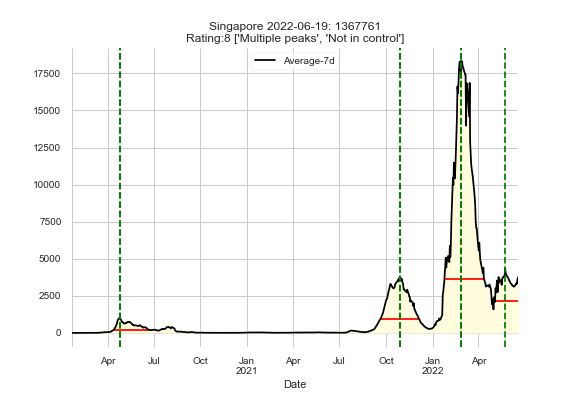 Singapore 2022-06-19: 1367761
Rating:8 ['Multiple peaks', 'Not in control']
Average-7d
17500
15000
12500
10000
7500
5000
2500
0
Apr Jul Oct Jan Apr Jul Oct Jan Apr
2021 2022
Date